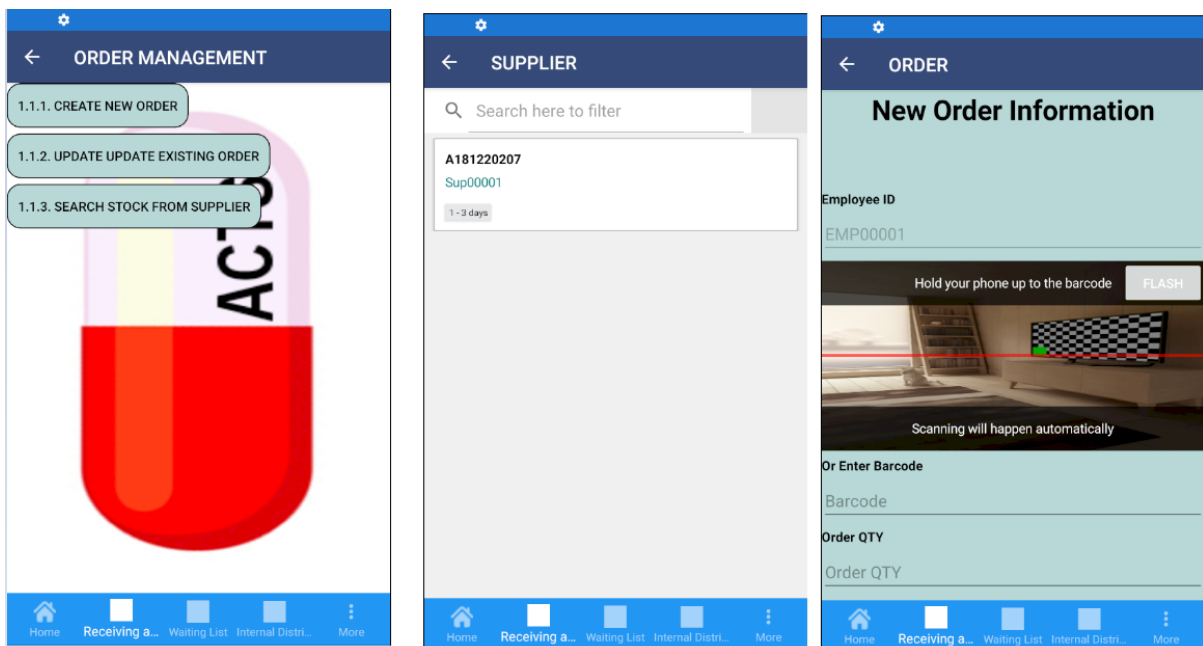 ORDER MANAGEMENT
1.1.1. CREATE NEW ORDER
1.1.2. UPDATE UPDATE EXISTING ORDER
1.1.3. SEARCH STOCK FROM SUPPLIER
ACTS
Home Receiving a... Waiting List Internal Distri... More
SUPPLIER
Search here to filter
A181220207
Sup00001
1 - 3 days
Home Receiving a... Waiting List Internal Distri... More
ORDER
New Order Information
Employee ID
EMP00001
Hold your phone up to the barcode FLASH
Scanning will happen automatically
Or Enter Barcode
Barcode
Order QTY
Order QTY
Home Receiving a... Waiting List Internal Distri... More